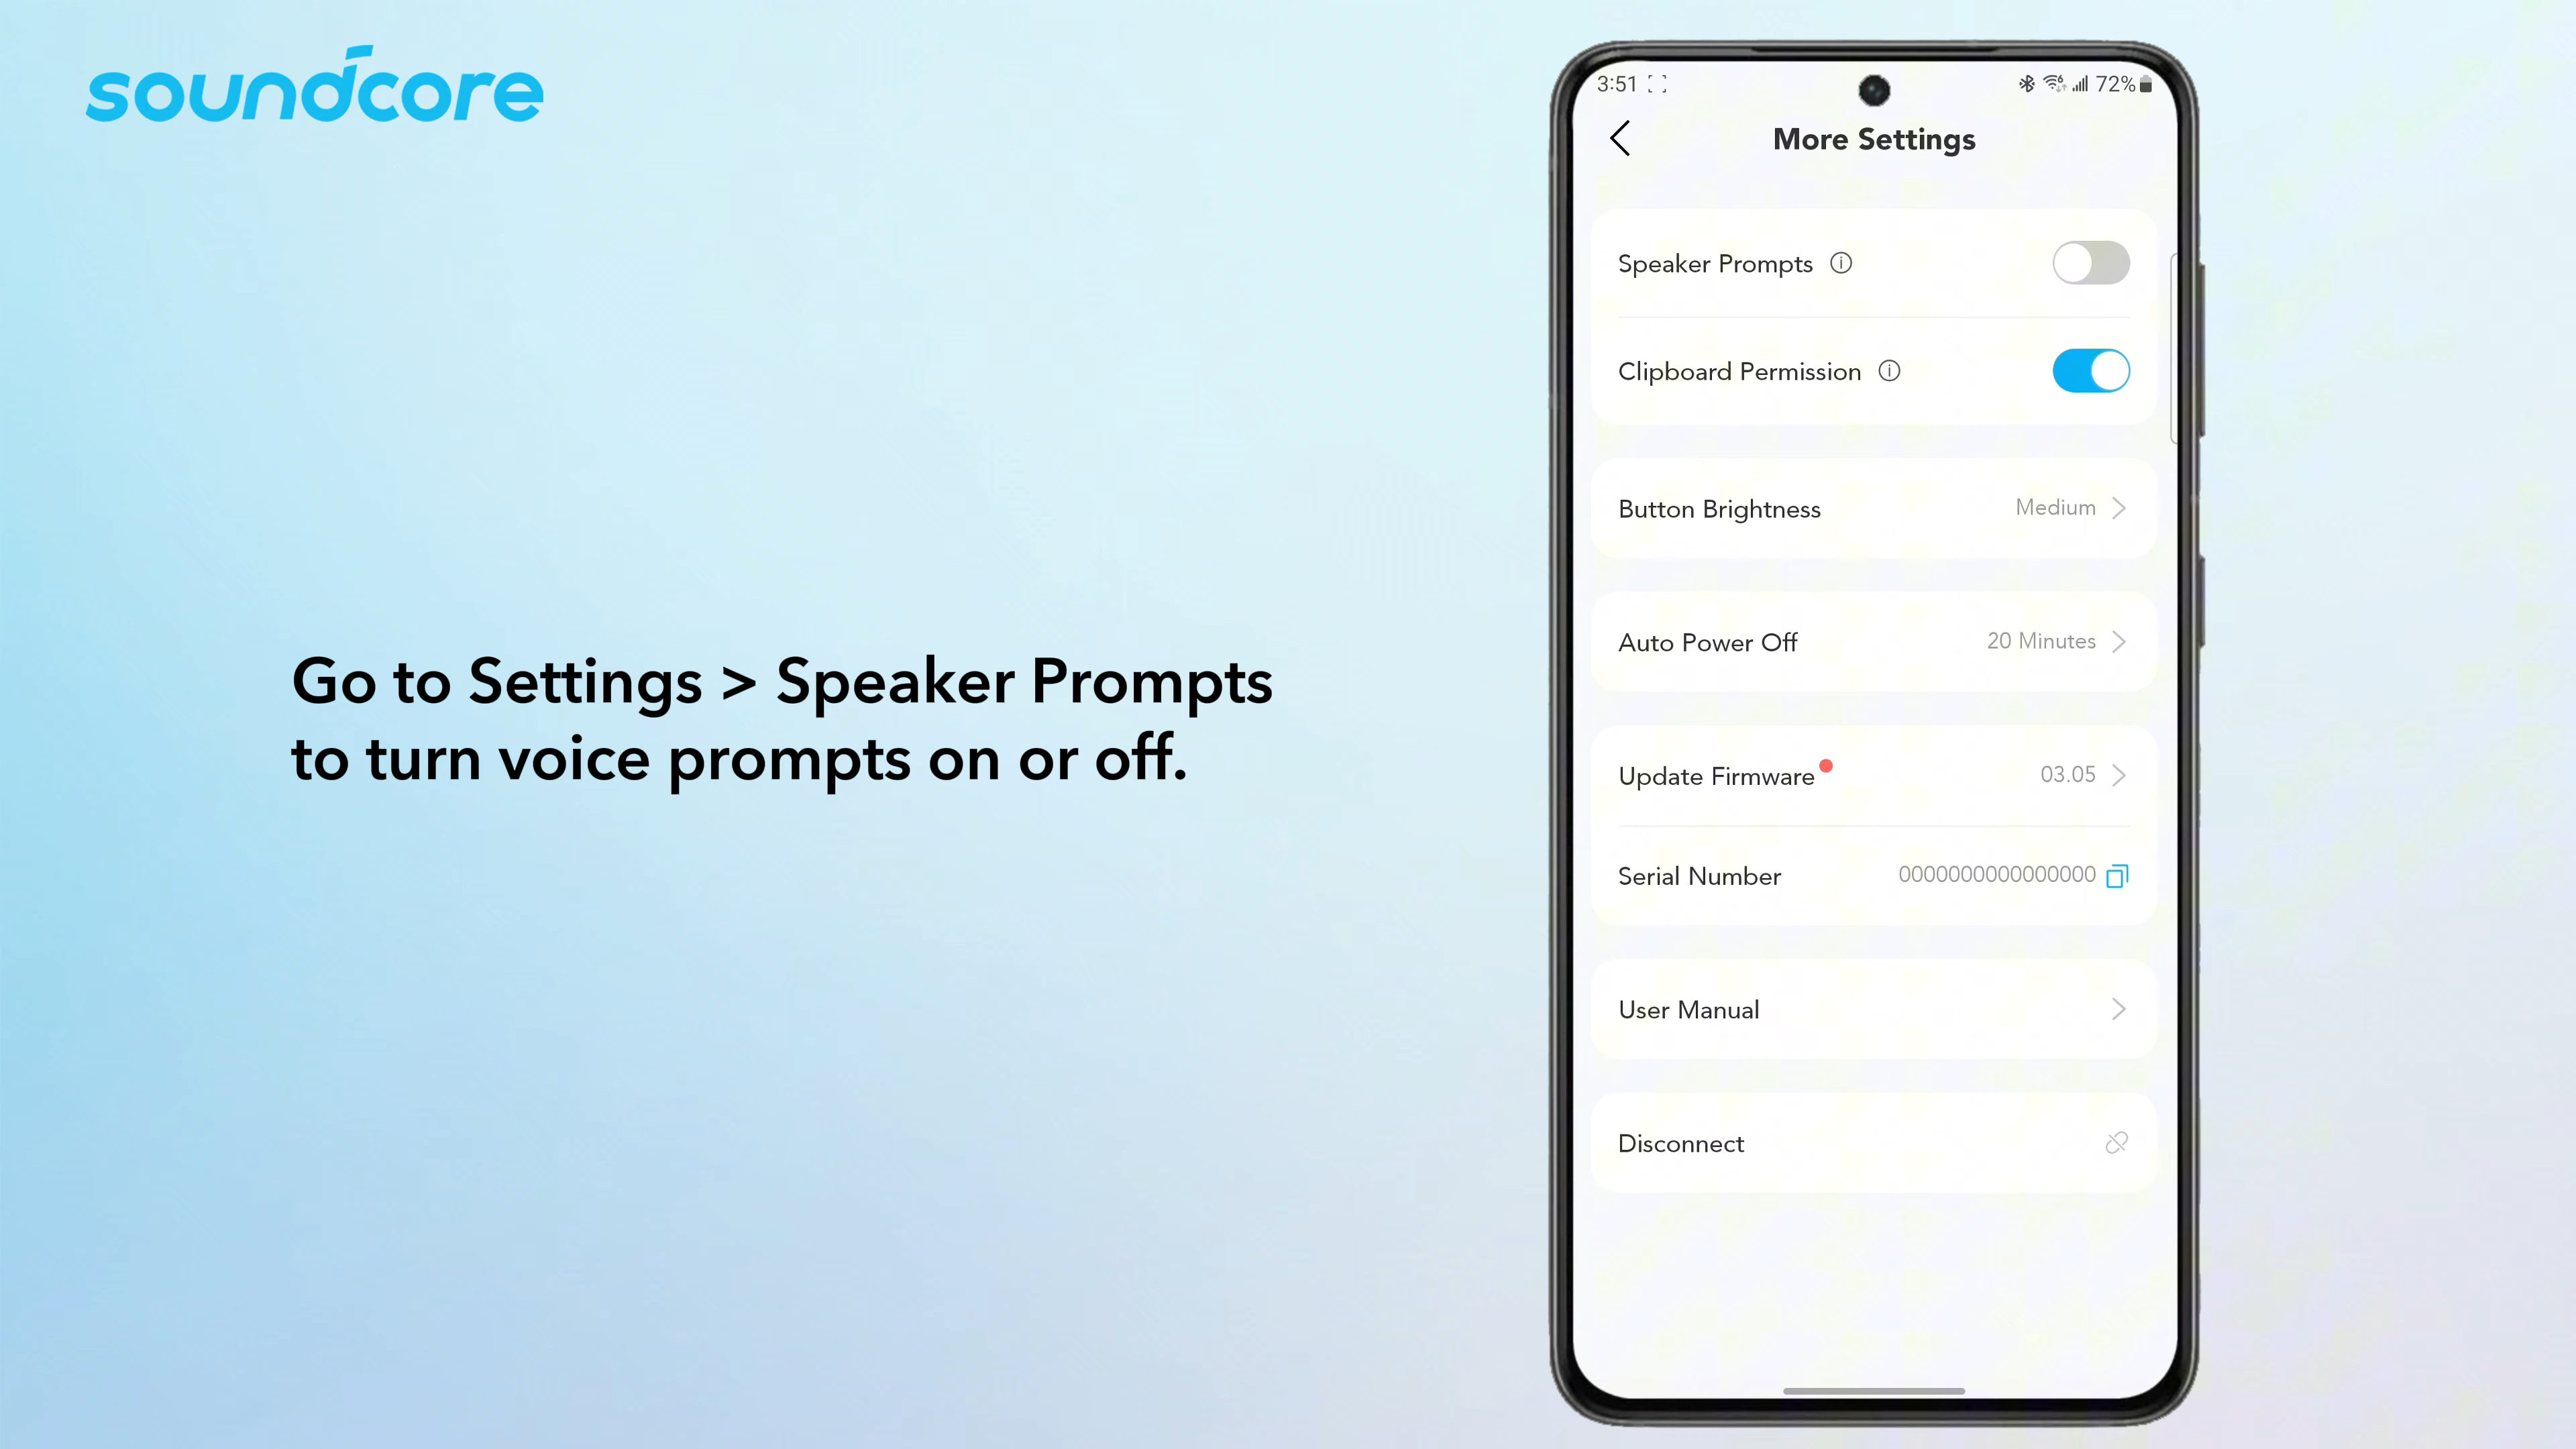 soundcore
Go to Settings > Speaker Prompts
to turn voice prompts on or off.
3:51
72%
More Settings
Speaker Prompts
Clipboard Permission
Button Brightness Medium
Auto Power Off 20 Minutes
Update Firmware 03.05
Serial Number 0000000000000000
User Manual
Disconnect